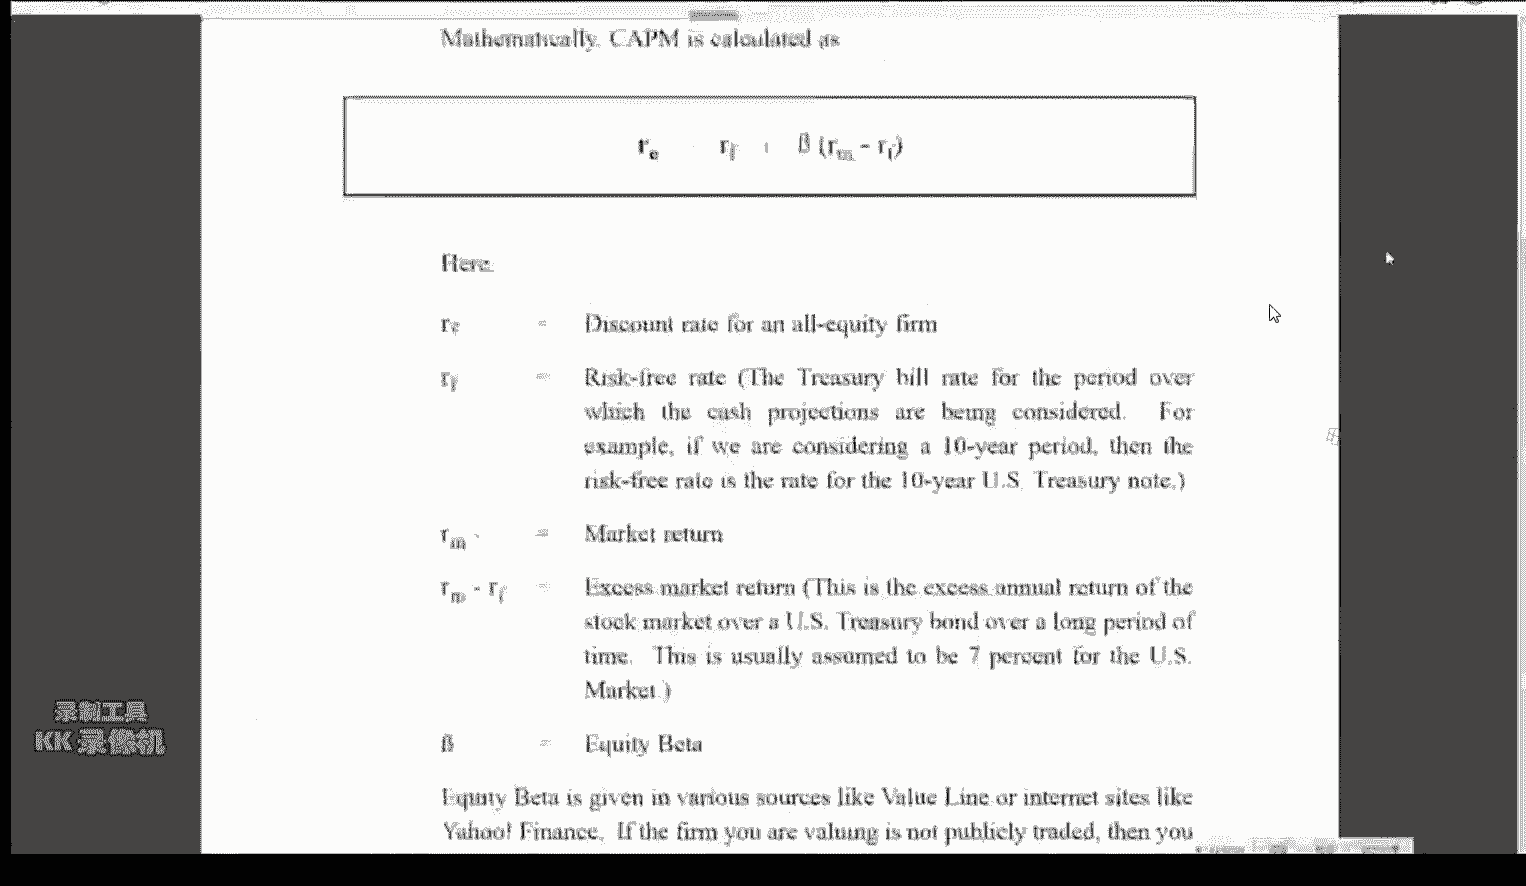 Mathematically, CAPM is calculated as
rₑ = r_f + ß (r_m - r_f)
Here,
rₑ = Discount rate for an all-equity firm
r_f = Risk-free rate (The Treasury bill rate for the period over
which the cash projections are being considered. For
example, if we are considering a 10-year period, then the
risk-free rate is the rate for the 10-year U.S. Treasury note.)
r_m = Market return
r_m - r_f = Excess market return (This is the excess annual return of the
stock market over a U.S. Treasury bond over a long period of
time. This is usually assumed to be 7 percent for the U.S.
Market.)
ß = Equity Beta
Equity Beta is given in various sources like Value Line or internet sites like
Yahoo! Finance. If the firm you are valuing is not publicly traded, then you
录制工具
KK 录像机